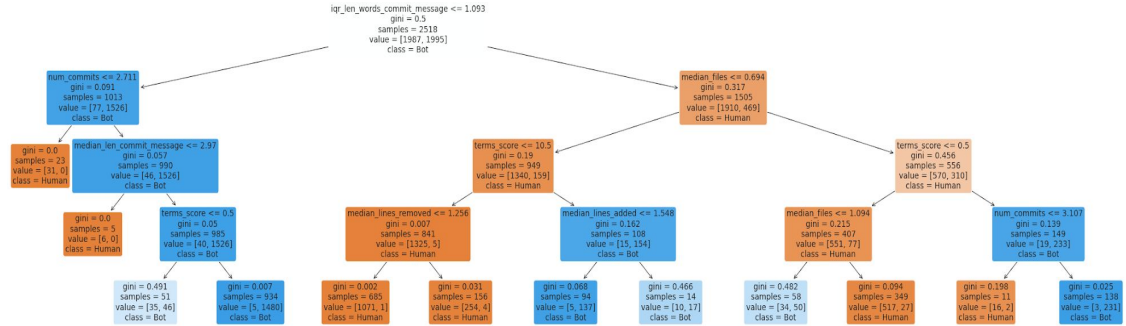 iqr_len_words_commit_message <= 1.093
gini = 0.5
samples = 2518
value = [1987, 1995]
class = Bot
num_commits <= 2.711
gini = 0.091
samples = 1013
value = [77, 1526]
class = Bot
median_files <= 0.694
gini = 0.317
samples = 1505
value = [1910, 469]
class = Human
gini = 0.0
samples = 23
value = [31, 0]
class = Human
median_len_commit_message <= 2.97
gini = 0.057
samples = 990
value = [46, 1526]
class = Bot
terms_score <= 10.5
gini = 0.19
samples = 949
value = [1340, 159]
class = Human
terms_score <= 0.5
gini = 0.456
samples = 556
value = [570, 310]
class = Human
gini = 0.0
samples = 5
value = [6, 0]
class = Human
terms_score <= 0.5
gini = 0.05
samples = 985
value = [40, 1526]
class = Bot
median_lines_removed <= 1.256
gini = 0.007
samples = 841
value = [1325, 5]
class = Human
median_lines_added <= 1.548
gini = 0.162
samples = 108
value = [15, 154]
class = Bot
median_files <= 1.094
gini = 0.215
samples = 407
value = [551, 77]
class = Human
num_commits <= 3.107
gini = 0.139
samples = 149
value = [19, 233]
class = Bot
gini = 0.491
samples = 51
value = [35, 46]
class = Bot
gini = 0.007
samples = 934
value = [5, 1480]
class = Bot
gini = 0.002
samples = 685
value = [1071, 1]
class = Human
gini = 0.031
samples = 156
value = [254, 4]
class = Human
gini = 0.068
samples = 94
value = [5, 137]
class = Bot
gini = 0.466
samples = 14
value = [10, 17]
class = Bot
gini = 0.482
samples = 58
value = [34, 50]
class = Bot
gini = 0.094
samples = 349
value = [517, 27]
class = Human
gini = 0.198
samples = 11
value = [16, 2]
class = Human
gini = 0.025
samples = 138
value = [3, 231]
class = Bot